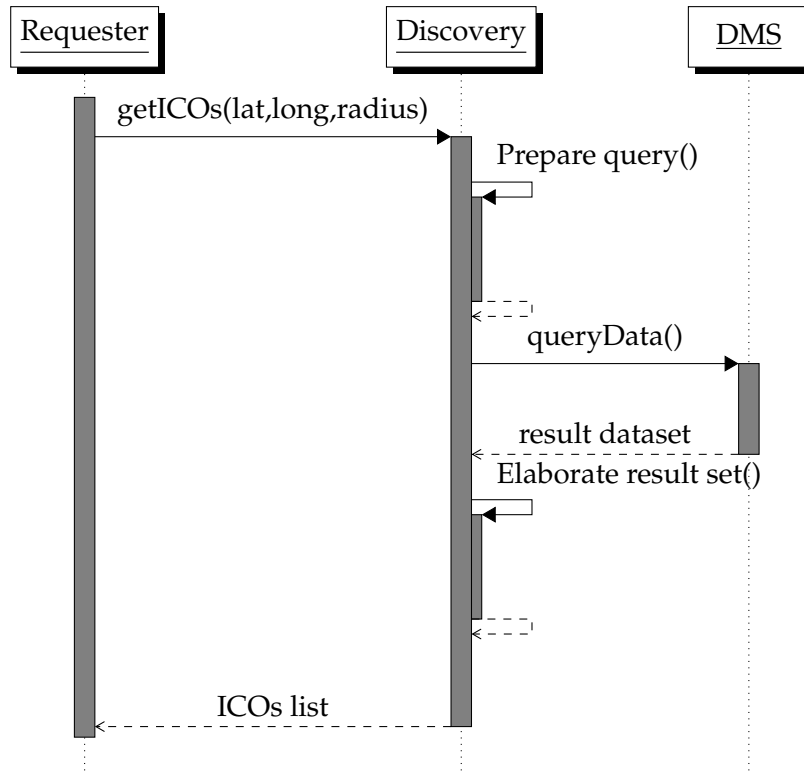 Requester
Discovery
DMS
getICOs(lat,long,radius)
Prepare query()
queryData()
result dataset
Elaborate result set()
ICOs list